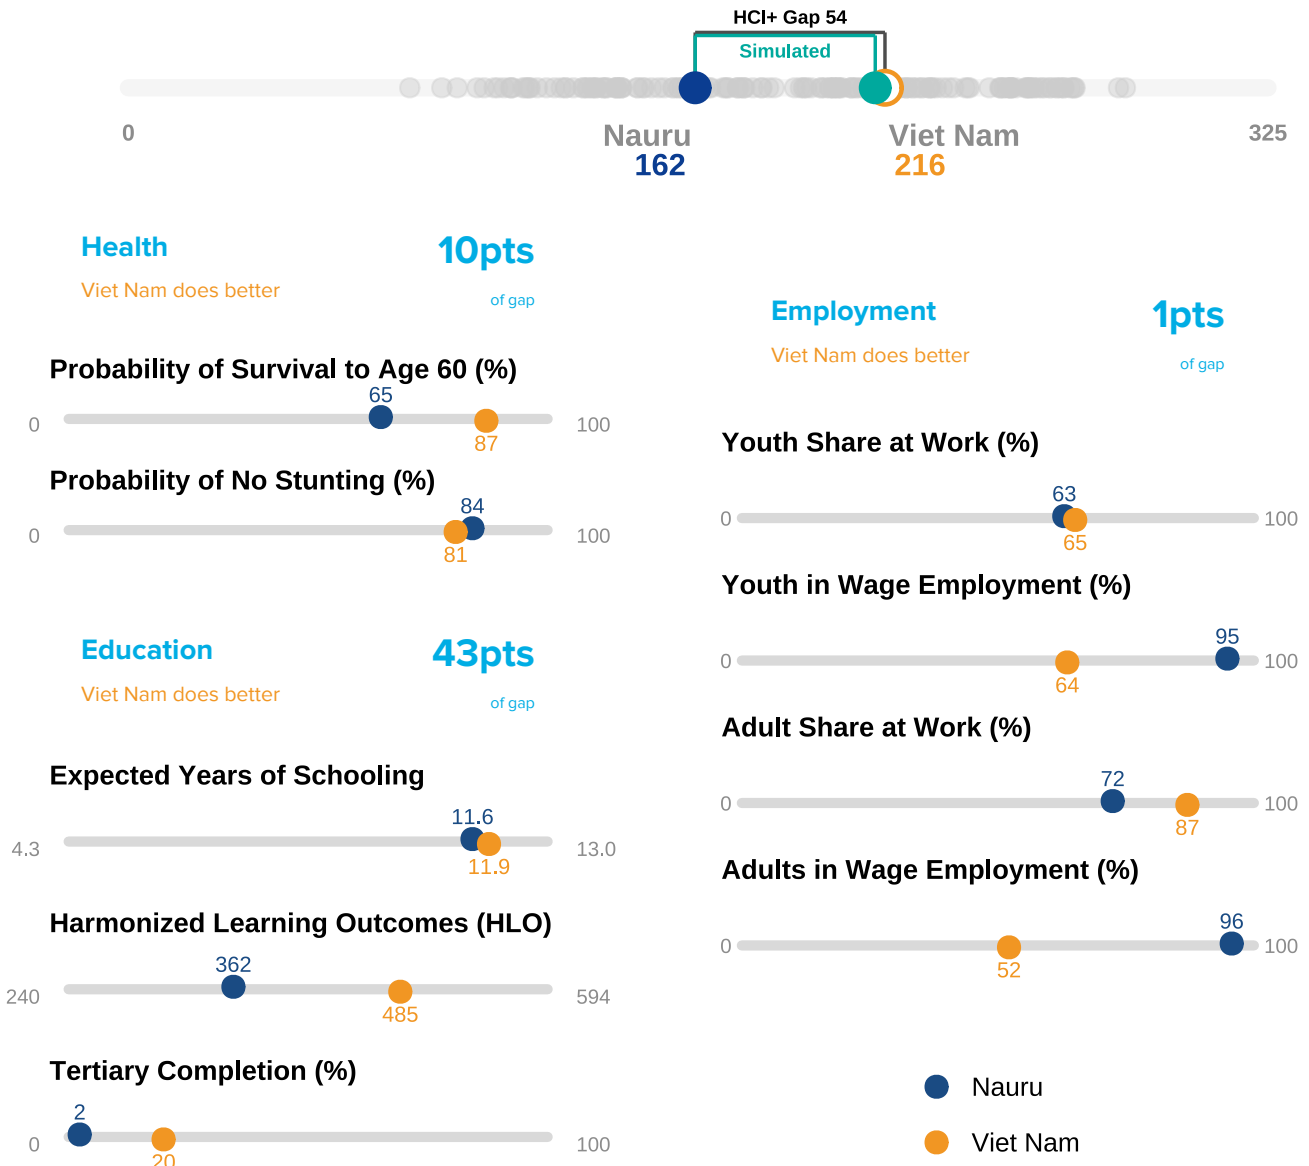 HCI+ Gap 54
Simulated
0
325
Nauru
162
Viet Nam
216
Health
10pts
Viet Nam does better
of gap
Probability of Survival to Age 60 (%)
65
0
100
87
Probability of No Stunting (%)
84
0
100
81
Education
43pts
Viet Nam does better
of gap
Expected Years of Schooling
11.6
4.3
13.0
11.9
Harmonized Learning Outcomes (HLO)
362
240
594
485
Tertiary Completion (%)
2
0
100
20
Employment
1pts
Viet Nam does better
of gap
Youth Share at Work (%)
63
0
100
65
Youth in Wage Employment (%)
95
0
100
64
Adult Share at Work (%)
72
0
100
87
Adults in Wage Employment (%)
96
0
100
52
Nauru
Viet Nam